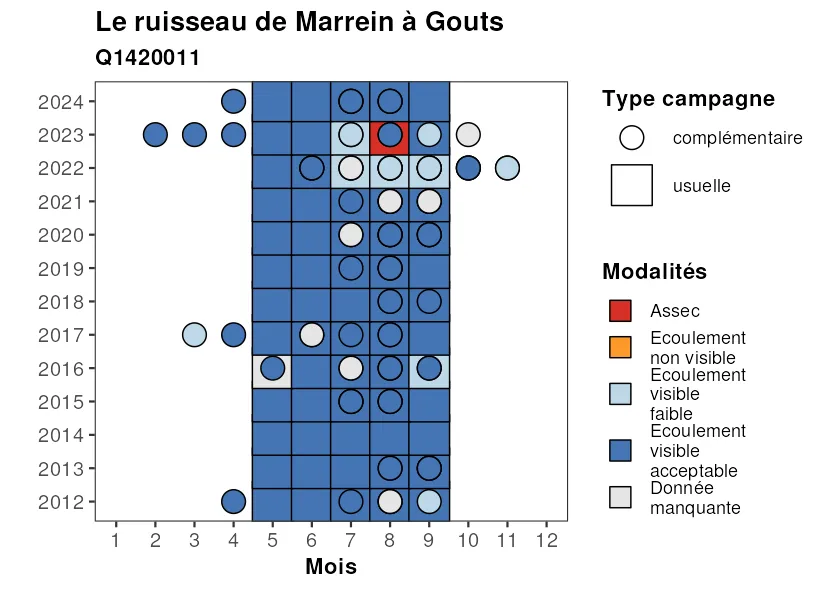 Le ruisseau de Marrein à Gouts
Q1420011
2024
2023
2022
2021
2020
2019
2018
2017
2016
2015
2014
2013
2012
1 2 3 4 5 6 7 8 9 10 11 12
Mois
Type campagne
complémentaire
usuelle
Modalités
Assec
Ecoulement
non visible
Ecoulement
visible
faible
Ecoulement
visible
acceptable
Donnée
manquante